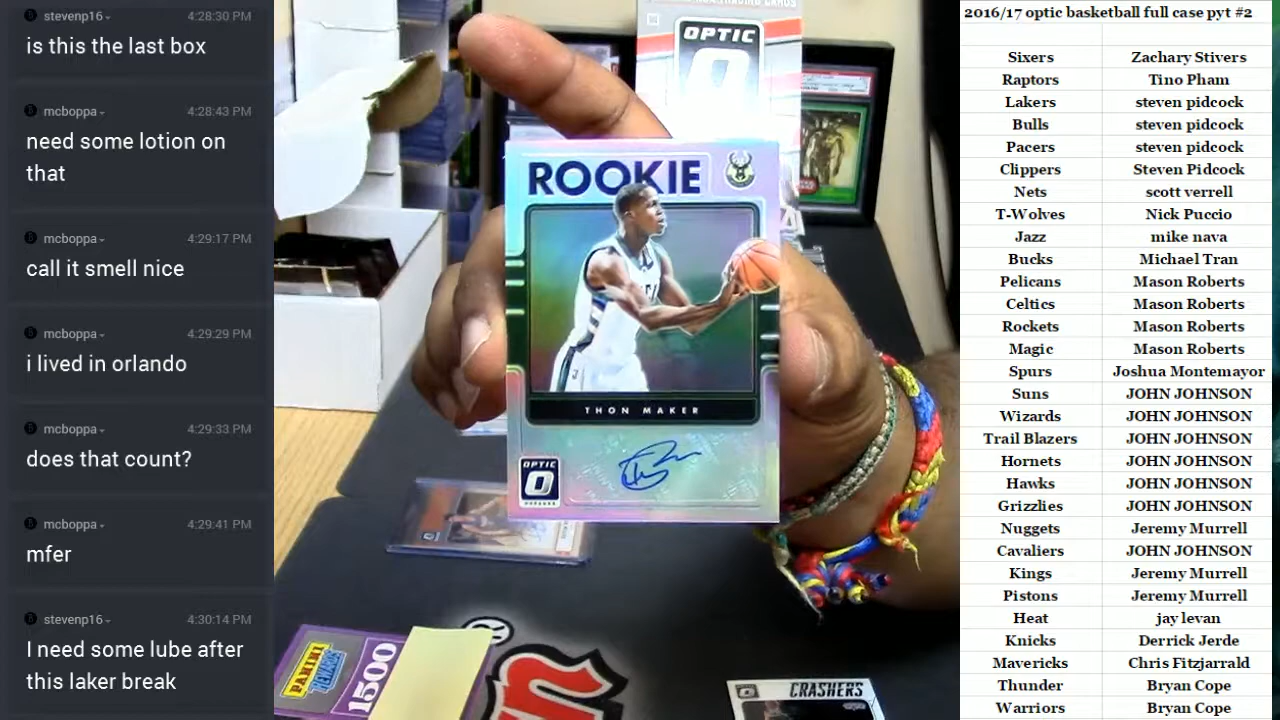 stevenp16 4:28:30 PM
is this the last box
mcboppa 4:28:43 PM
need some lotion on
that
mcboppa 4:29:17 PM
call it smell nice
mcboppa 4:29:29 PM
i lived in orlando
mcboppa 4:29:33 PM
does that count?
mcboppa 4:29:41 PM
mfer
stevenp16 4:30:14 PM
I need some lube after
this laker break
OPTIC
ROOKIE
THON MAKER
OPTIC
PANINI
REWARDS
1500
CRASHERS
2016/17 optic basketball full case pyt #2
Sixers Zachary Stivers
Raptors Tino Pham
Lakers steven pidcock
Bulls steven pidcock
Pacers steven pidcock
Clippers Steven Pidcock
Nets scott verrell
T-Wolves Nick Puccio
Jazz mike nava
Bucks Michael Tran
Pelicans Mason Roberts
Celtics Mason Roberts
Rockets Mason Roberts
Magic Mason Roberts
Spurs Joshua Montemayor
Suns JOHN JOHNSON
Wizards JOHN JOHNSON
Trail Blazers JOHN JOHNSON
Hornets JOHN JOHNSON
Hawks JOHN JOHNSON
Grizzlies JOHN JOHNSON
Nuggets Jeremy Murrell
Cavaliers JOHN JOHNSON
Kings Jeremy Murrell
Pistons Jeremy Murrell
Heat jay levan
Knicks Derrick Jerde
Mavericks Chris Fitzjarrald
Thunder Bryan Cope
Warriors Bryan Cope